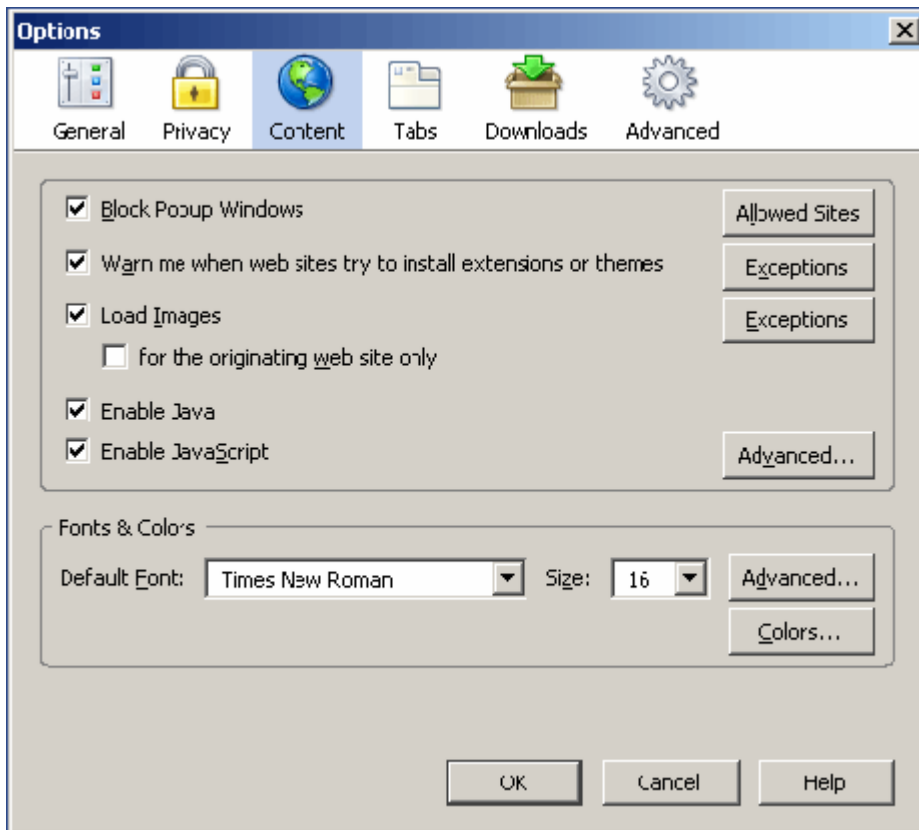 Options
General Privacy Content Tabs Downloads Advanced
Block Popup Windows Allowed Sites
Warn me when web sites try to install extensions or themes Exceptions
Load Images Exceptions
for the originating web site only
Enable Java
Enable JavaScript Advanced...
Fonts & Colors
Default Font: Times New Roman Size: 16 Advanced...
Colors...
OK Cancel Help